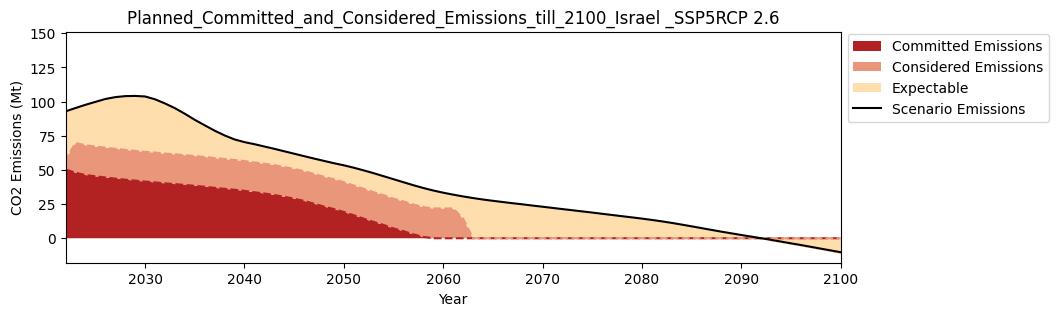 Planned_Committed_and_Considered_Emissions_till_2100_Israel _SSP5RCP 2.6
150
125
100
75
50
25
0
CO2 Emissions (Mt)
2030 2040 2050 2060 2070 2080 2090 2100
Year
Committed Emissions
Considered Emissions
Expectable
Scenario Emissions